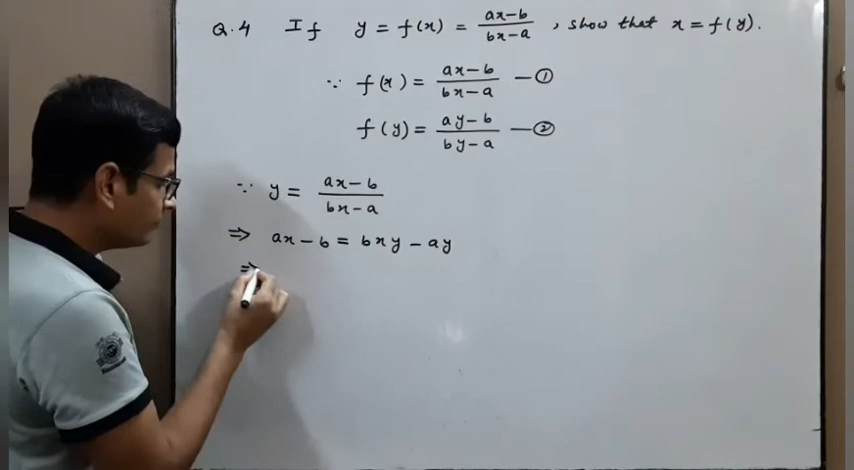 Q.4 If y = f(x) = (ax-b)/(bx-a), show that x = f(y).
∵ f(x) = (ax-b)/(bx-a) — ①
f(y) = (ay-b)/(by-a) — ②
∵ y = (ax-b)/(bx-a)
⇒ ax-b = bxy-ay
⇒